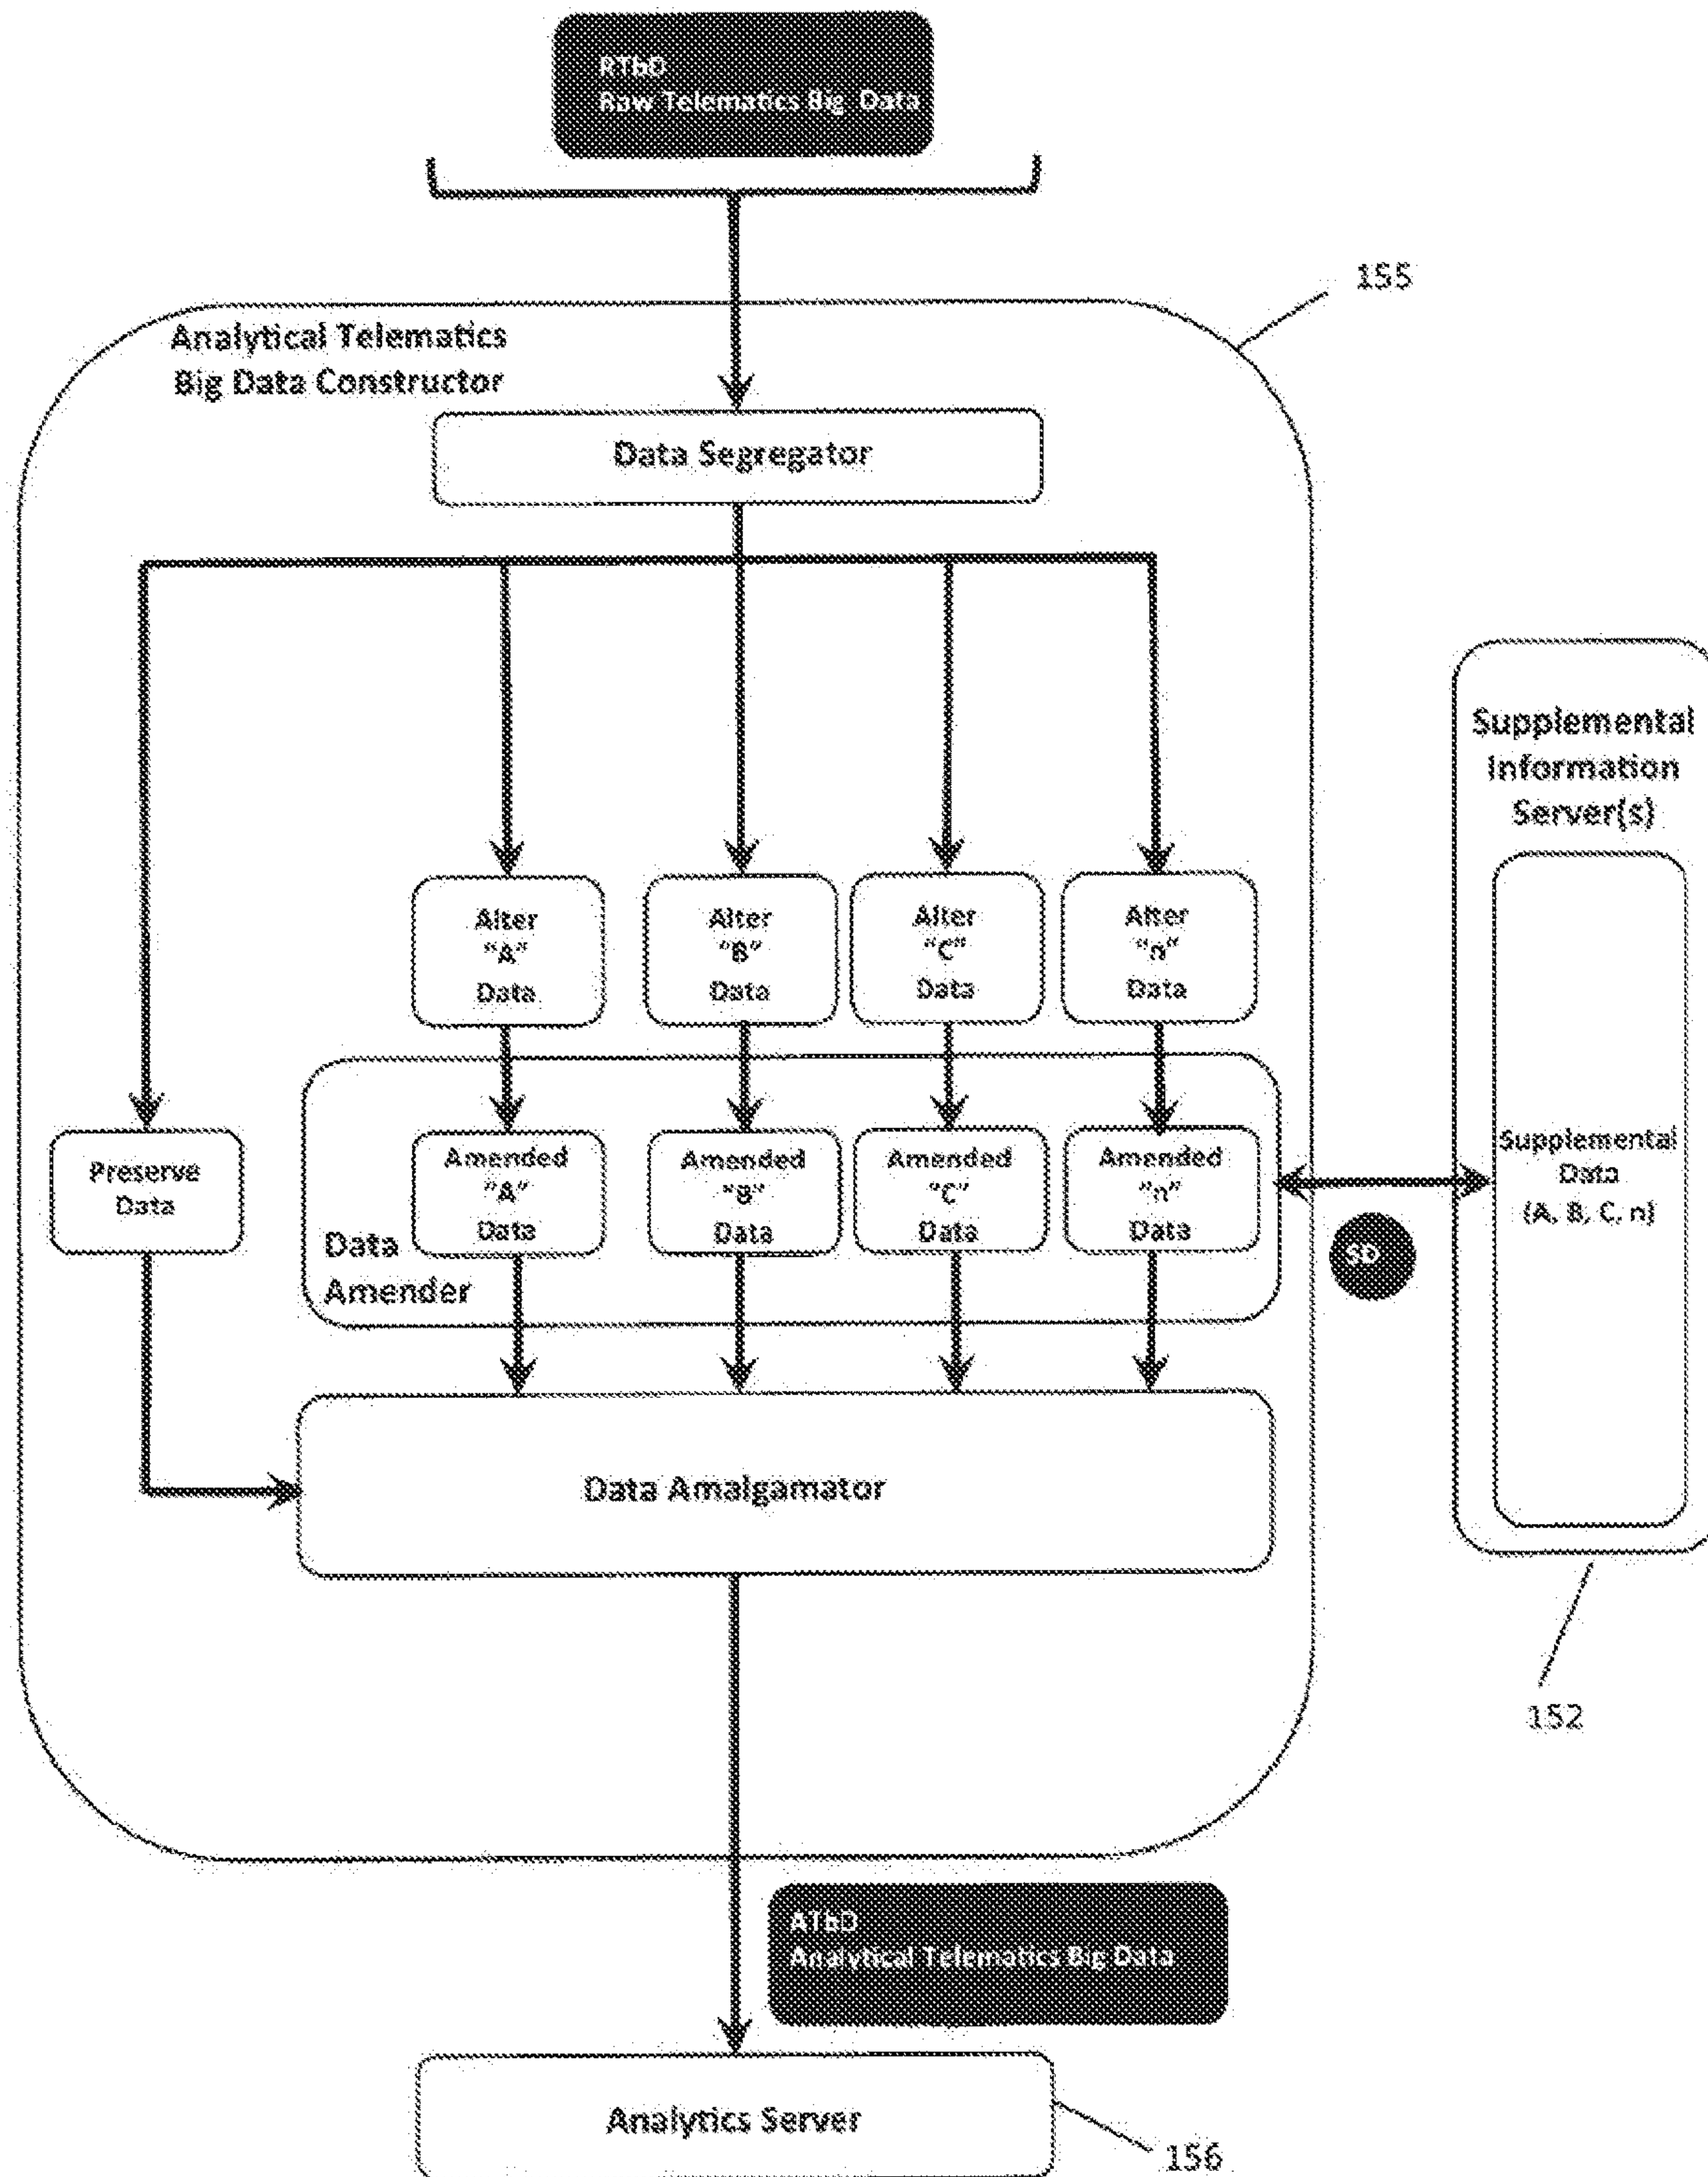 RTbD
Raw Telematics Big Data
155
Analytical Telematics
Big Data Constructor
Data Segregator
Supplemental
Information
Server(s)
Alter
"A"
Data
Alter
"B"
Data
Alter
"C"
Data
Alter
"n"
Data
Preserve
Data
Amended
"A"
Data
Amended
"B"
Data
Amended
"C"
Data
Amended
"n"
Data
Data
Amender
Supplemental
Data
(A, B, C, n)
SD
Data Amalgamator
152
ATbD
Analytical Telematics Big Data
Analytics Server
156